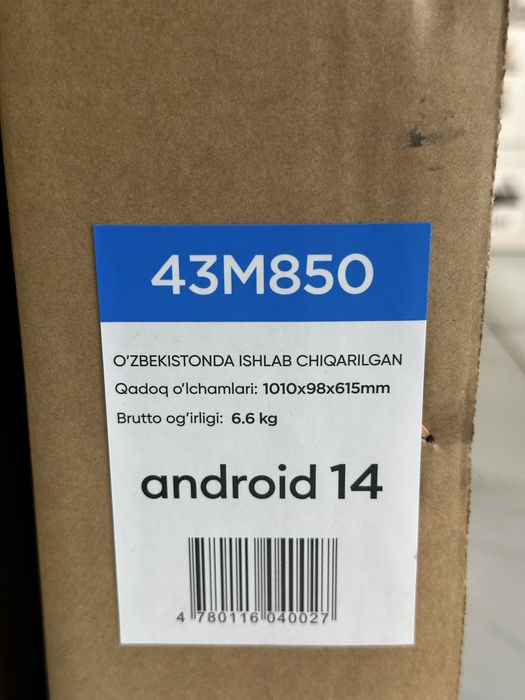 43M850
O'ZBEKISTONDA ISHLAB CHIQARILGAN
Qadoq o'lchamlari: 1010x98x615mm
Brutto og'irligi: 6.6 kg
android 14
4 780116 040027